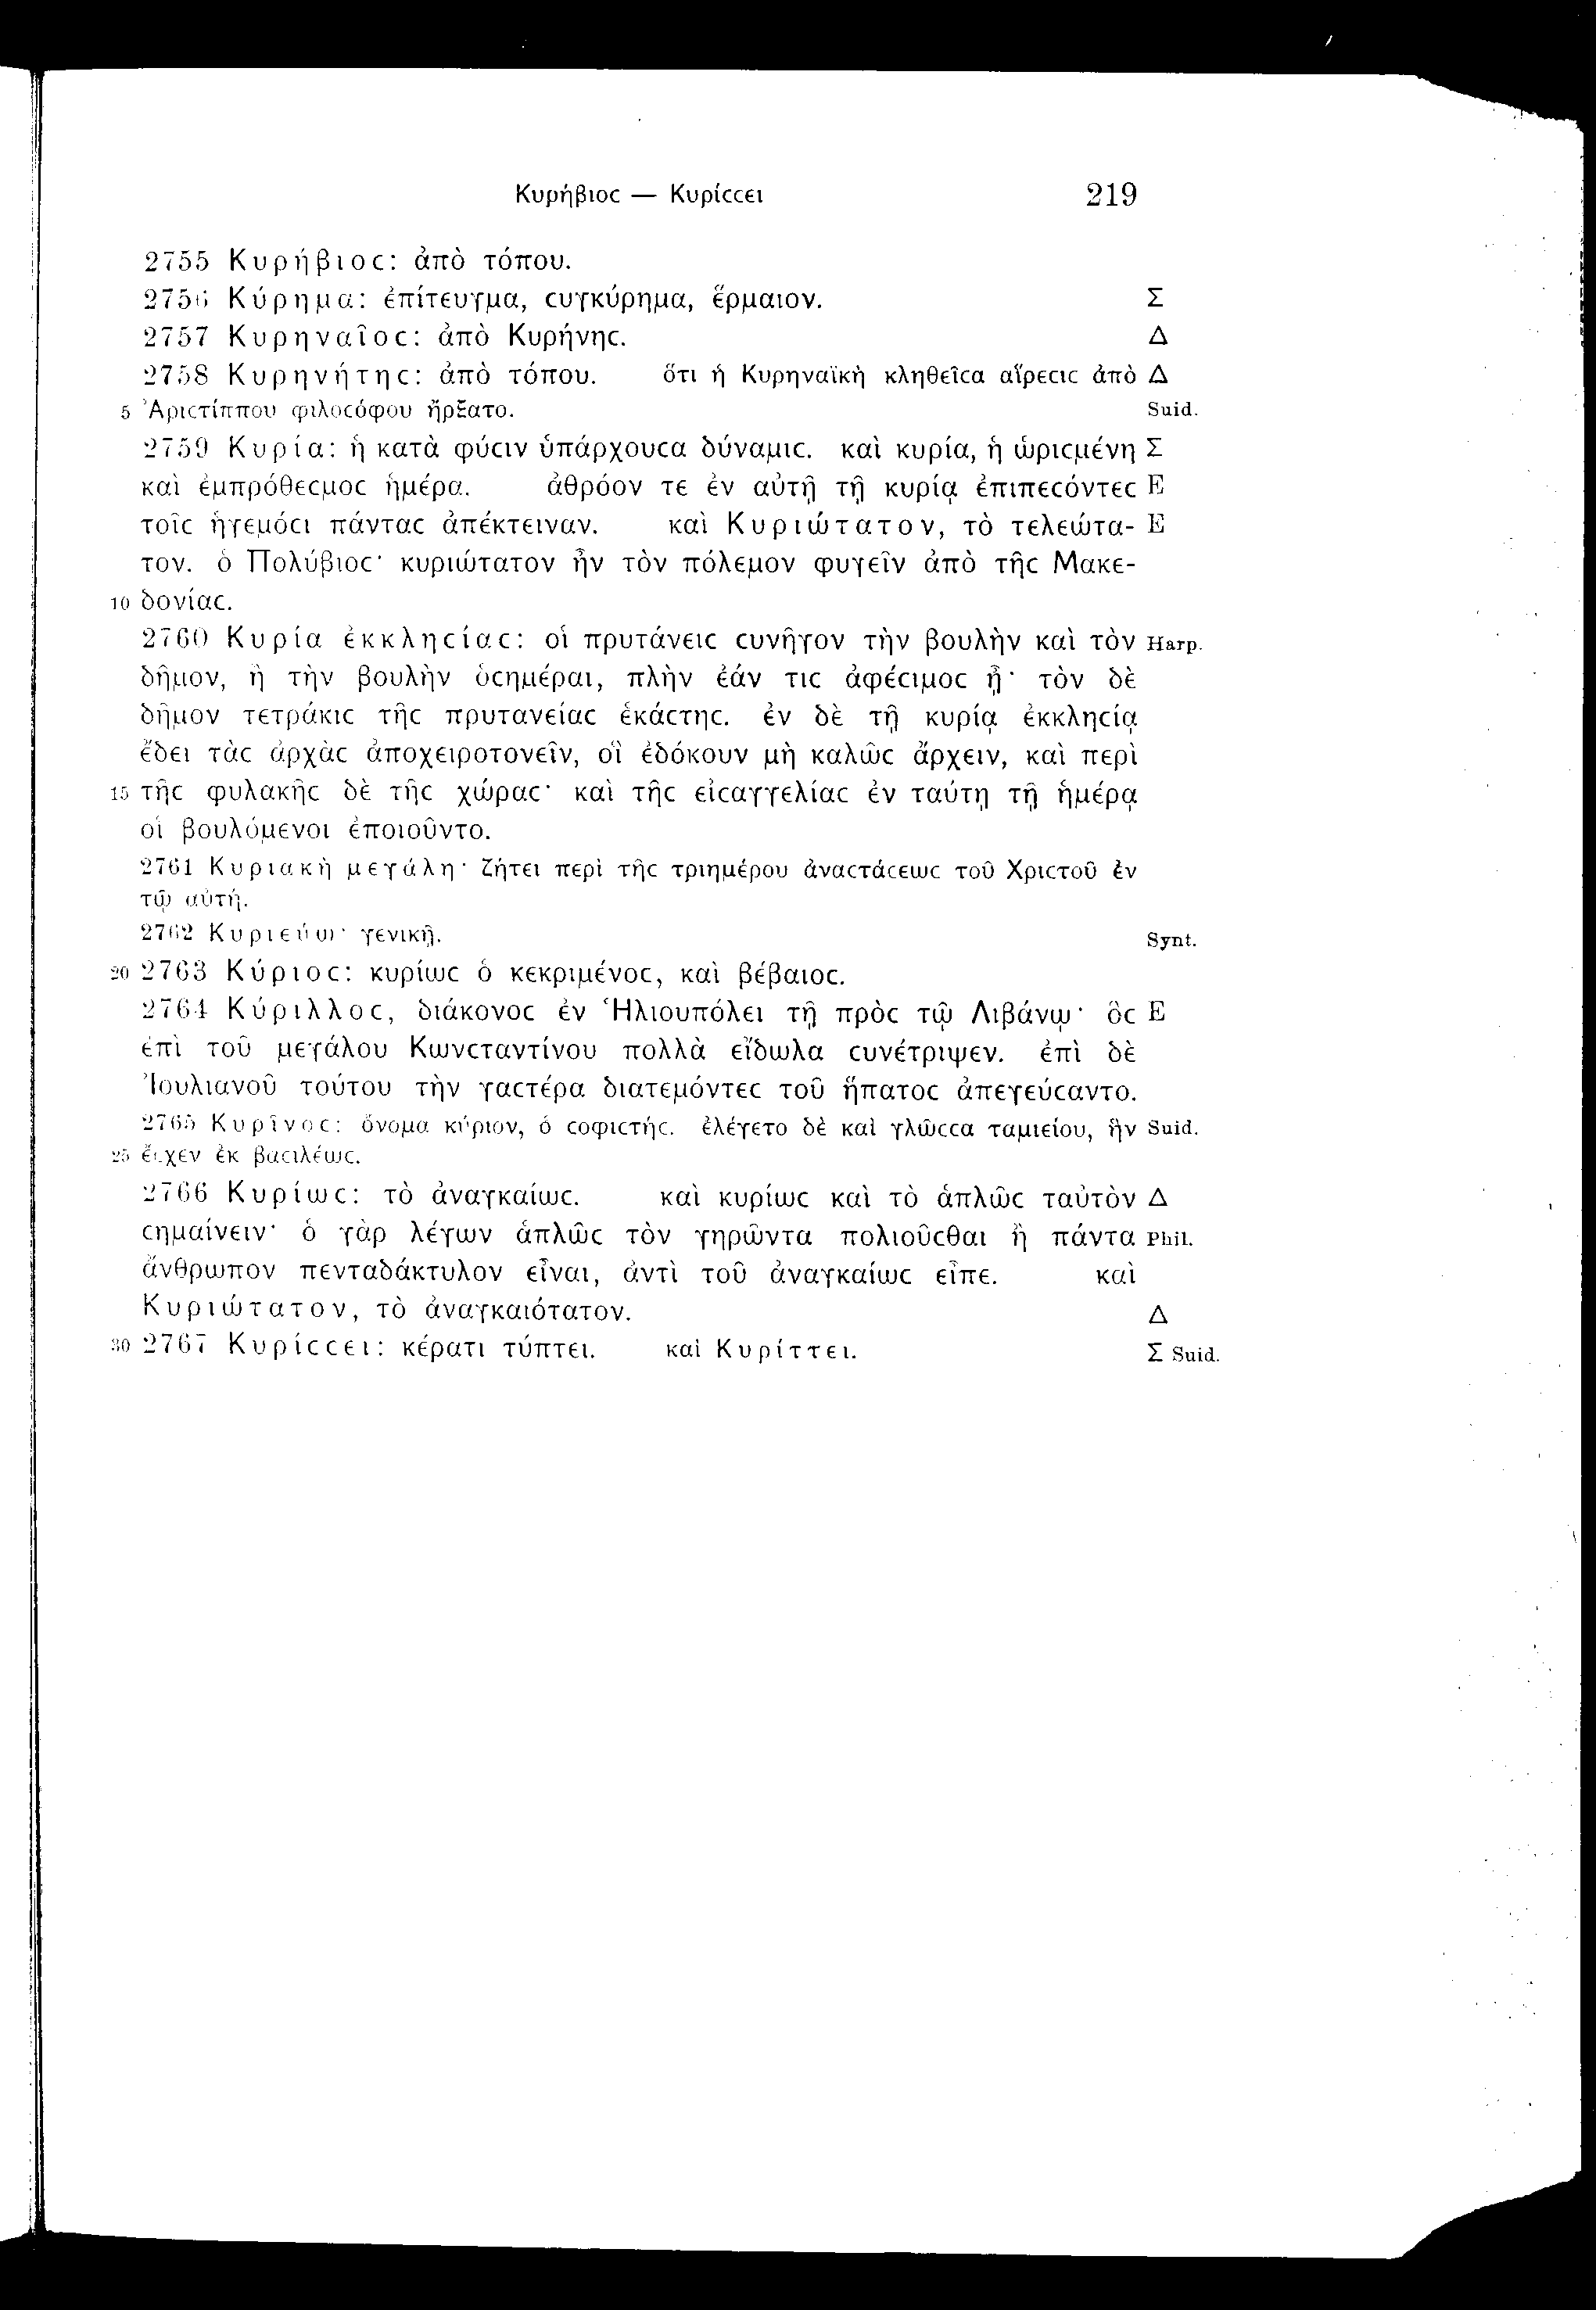 Κυρήβιοϲ — Κυρίϲϲει 219
2755 Κυρήβιοϲ: ἀπὸ τόπου.
2756 Κύρημα: ἐπίτευγμα, ϲυγκύρημα, ἕρμαιον. Σ
2757 Κυρηναῖοϲ: ἀπὸ Κυρήνηϲ. Δ
2758 Κυρηνήτηϲ: ἀπὸ τόπου. ὅτι ἡ Κυρηναϊκὴ κληθεῖϲα αἵρεϲιϲ ἀπὸ Δ
5 Ἀριϲτίππου φιλοϲόφου ἤρξατο. Suid.
2759 Κυρία: ἡ κατὰ φύϲιν ὑπάρχουϲα δύναμιϲ. καὶ κυρία, ἡ ὡριϲμένη Σ
καὶ ἐμπρόθεϲμοϲ ἡμέρα. ἀθρόον τε ἐν αὐτῇ τῇ κυρίᾳ ἐπιπεϲόντεϲ E
τοῖϲ ἡγεμόϲι πάνταϲ ἀπέκτειναν. καὶ Κυριώτατον, τὸ τελεώτα- E
τον. ὁ Πολύβιοϲ· κυριώτατον ἦν τὸν πόλεμον φυγεῖν ἀπὸ τῆϲ Μακε-
10 δονίαϲ.
2760 Κυρία ἐκκληϲίαϲ: οἱ πρυτάνειϲ ϲυνῆγον τὴν βουλὴν καὶ τὸν Harp.
δῆμον, ἢ τὴν βουλὴν ὁϲημέραι, πλὴν ἐάν τιϲ ἀφέϲιμοϲ ᾖ· τὸν δὲ
δῆμον τετράκιϲ τῆϲ πρυτανείαϲ ἑκάϲτηϲ. ἐν δὲ τῇ κυρίᾳ ἐκκληϲίᾳ
ἔδει τὰϲ ἀρχὰϲ ἀποχειροτονεῖν, οἳ ἐδόκουν μὴ καλῶϲ ἄρχειν, καὶ περὶ
15 τῆϲ φυλακῆϲ δὲ τῆϲ χώραϲ· καὶ τῆϲ εἰϲαγγελίαϲ ἐν ταύτῃ τῇ ἡμέρᾳ
οἱ βουλόμενοι ἐποιοῦντο.
2761 Κυριακὴ μεγάλη· ζήτει περὶ τῆϲ τριημέρου ἀναϲτάϲεωϲ τοῦ Χριϲτοῦ ἐν
τῷ αὐτή.
2762 Κυριεύω· γενικῇ. Synt.
20 2763 Κύριοϲ: κυρίωϲ ὁ κεκριμένοϲ, καὶ βέβαιοϲ.
2764 Κύριλλοϲ, διάκονοϲ ἐν Ἡλιουπόλει τῇ πρὸϲ τῷ Λιβάνῳ· ὃϲ E
ἐπὶ τοῦ μεγάλου Κωνϲταντίνου πολλὰ εἴδωλα ϲυνέτριψεν. ἐπὶ δὲ
Ἰουλιανοῦ τούτου τὴν γαϲτέρα διατεμόντεϲ τοῦ ἥπατοϲ ἀπεγεύϲαντο.
2765 Κυρῖνοϲ: ὄνομα κύριον, ὁ ϲοφιϲτήϲ. ἐλέγετο δὲ καὶ γλῶϲϲα ταμιείου, ἣν Suid.
25 εἶχεν ἐκ βαϲιλέωϲ.
2766 Κυρίωϲ: τὸ ἀναγκαίωϲ. καὶ κυρίωϲ καὶ τὸ ἁπλῶϲ ταὐτὸν Δ
ϲημαίνειν· ὁ γὰρ λέγων ἁπλῶϲ τὸν γηρῶντα πολιοῦϲθαι ἢ πάντα Phil.
ἄνθρωπον πενταδάκτυλον εἶναι, ἀντὶ τοῦ ἀναγκαίωϲ εἶπε. καὶ
Κυριώτατον, τὸ ἀναγκαιότατον. Δ
30 2767 Κυρίϲϲει: κέρατι τύπτει. καὶ Κυρίττει. Σ Suid.